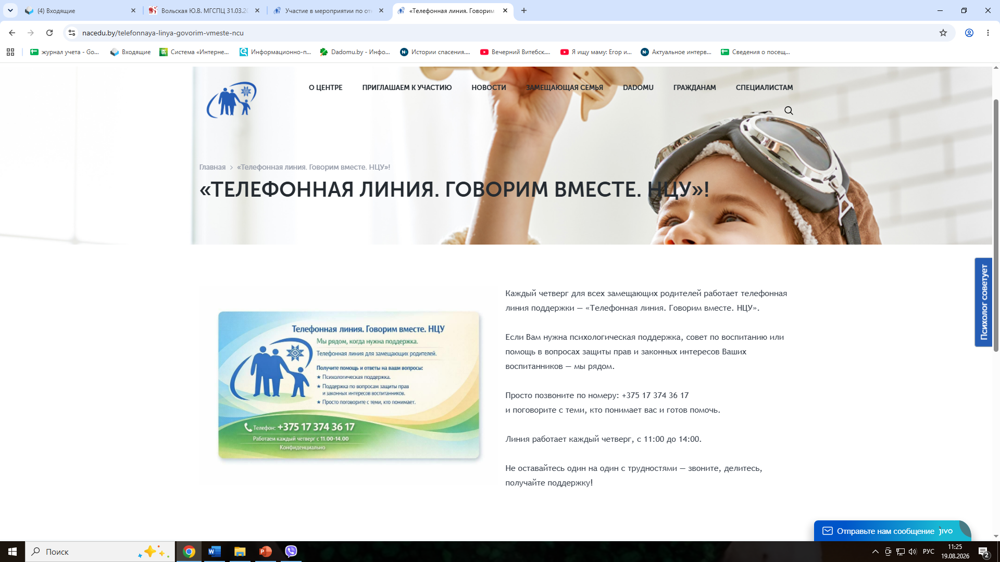 (4) Входящие
Вольская Ю.В. МГСПЦ 31.03.20
Участие в мероприятии по отк
«Телефонная линия. Говорим
nacedu.by/telefonnaya-linya-govorim-vmeste-ncu
журнал учета - Go...
Входящие
Система «Интерне...
Информационно-п...
Dadomu.by - Инфо...
Истории спасения....
Вечерний Витебск....
Я ищу маму: Егор и...
Актуальное интерв...
Сведения о посещ...
О ЦЕНТРЕ
ПРИГЛАШАЕМ К УЧАСТИЮ
НОВОСТИ
ЗАМЕЩАЮЩАЯ СЕМЬЯ
DADOMU
ГРАЖДАНАМ
СПЕЦИАЛИСТАМ
Главная > «Телефонная линия. Говорим вместе. НЦУ»!
«ТЕЛЕФОННАЯ ЛИНИЯ. ГОВОРИМ ВМЕСТЕ. НЦУ»!
Телефонная линия. Говорим вместе. НЦУ
Мы рядом, когда нужна поддержка.
Телефонная линия для замещающих родителей.
Получите помощь и ответы на ваши вопросы:
★ Психологическая поддержка.
★ Поддержка по вопросам защиты прав
и законных интересов воспитанников.
★ Просто поговорите с теми, кто понимает.
Телефон: +375 17 374 36 17
Работаем каждый четверг с 11.00-14.00
Конфиденциально
Каждый четверг для всех замещающих родителей работает телефонная
линия поддержки — «Телефонная линия. Говорим вместе. НЦУ».
Если Вам нужна психологическая поддержка, совет по воспитанию или
помощь в вопросах защиты прав и законных интересов Ваших
воспитанников — мы рядом.
Просто позвоните по номеру: +375 17 374 36 17
и поговорите с теми, кто понимает вас и готов помочь.
Линия работает каждый четверг, с 11:00 до 14:00.
Не оставайтесь один на один с трудностями — звоните, делитесь,
получайте поддержку!
Психолог советует
Отправьте нам сообщение jivo
Поиск
РУС
11:25
19.08.2026
2